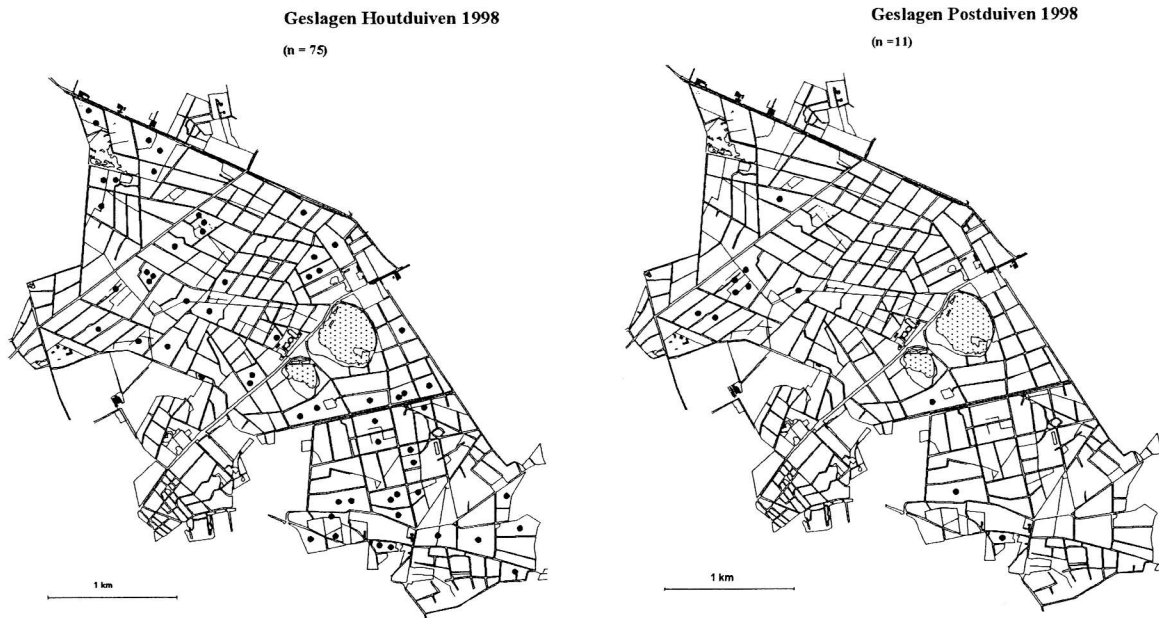 Geslagen Houtduiven 1998
(n = 75)
1 km
Geslagen Postduiven 1998
(n =11)
1 km